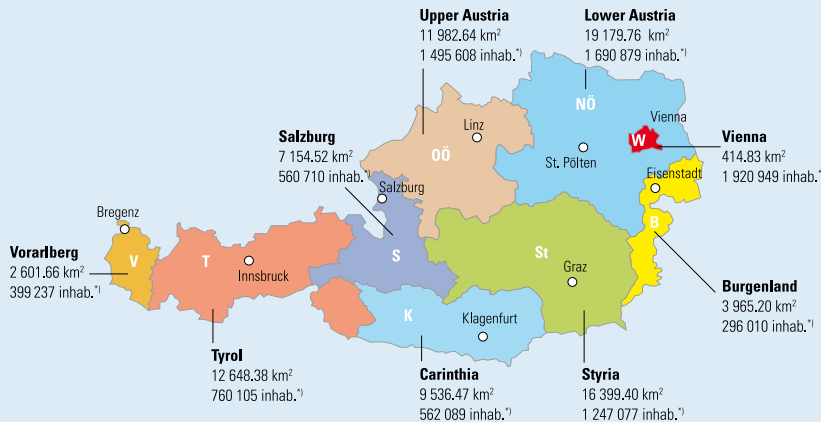 Upper Austria
11 982.64 km²
1 495 608 inhab.*)
Lower Austria
19 179.76 km²
1 690 879 inhab.*)
NÖ
Vienna
Linz
W
Vienna
414.83 km²
1 920 949 inhab.*)
Salzburg
7 154.52 km²
560 710 inhab.*)
OÖ
St. Pölten
Eisenstadt
Salzburg
Bregenz
B
Vorarlberg
2 601.66 km²
399 237 inhab.*)
V
T
Innsbruck
S
St
Graz
Burgenland
3 965.20 km²
296 010 inhab.*)
K
Klagenfurt
Tyrol
12 648.38 km²
760 105 inhab.*)
Carinthia
9 536.47 km²
562 089 inhab.*)
Styria
16 399.40 km²
1 247 077 inhab.*)